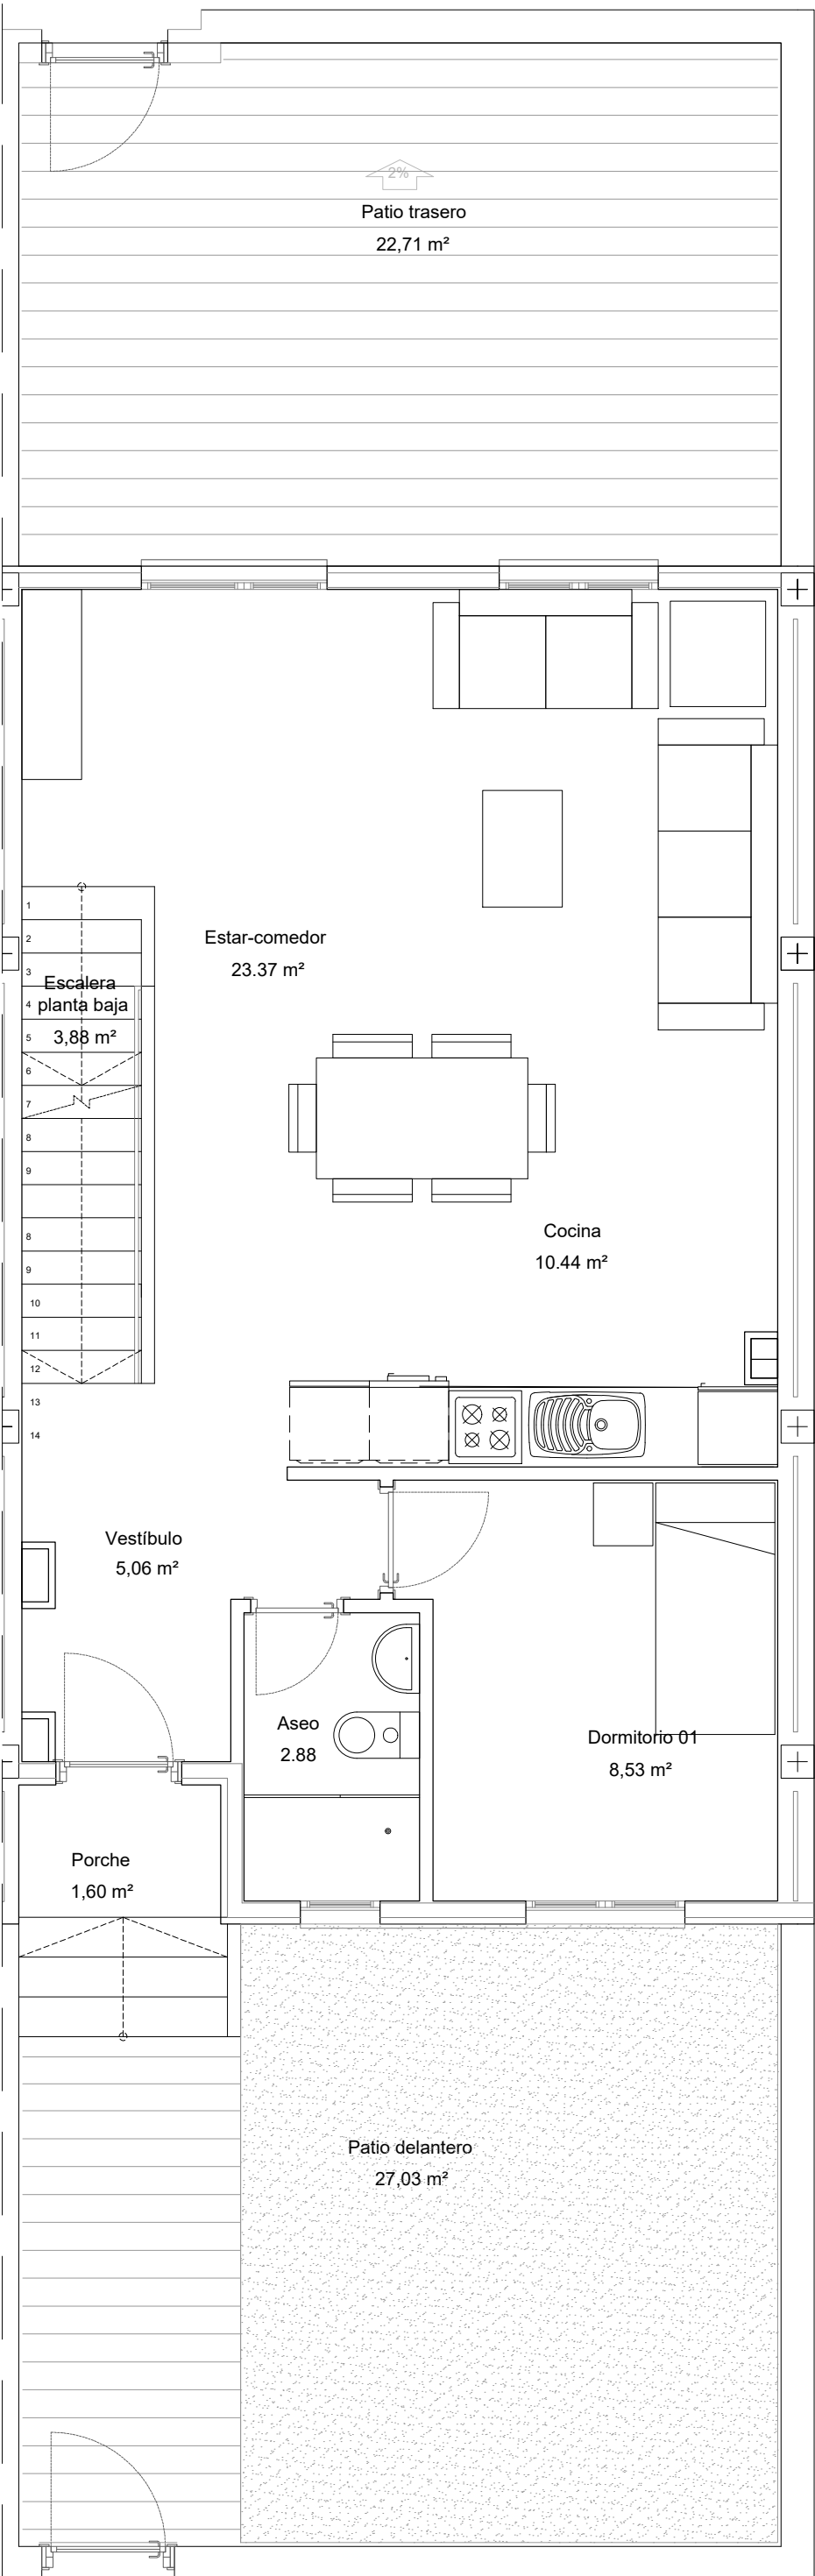 2%
Patio trasero
22,71 m²
Estar-comedor
23.37 m²
1
2
3
Escalera
4
planta baja
5
3,88 m²
6
7
8
9
Cocina
10.44 m²
8
9
10
11
12
13
14
Vestíbulo
5,06 m²
Aseo
2.88
Dormitorio 01
8,53 m²
Porche
1,60 m²
Patio delantero
27,03 m²